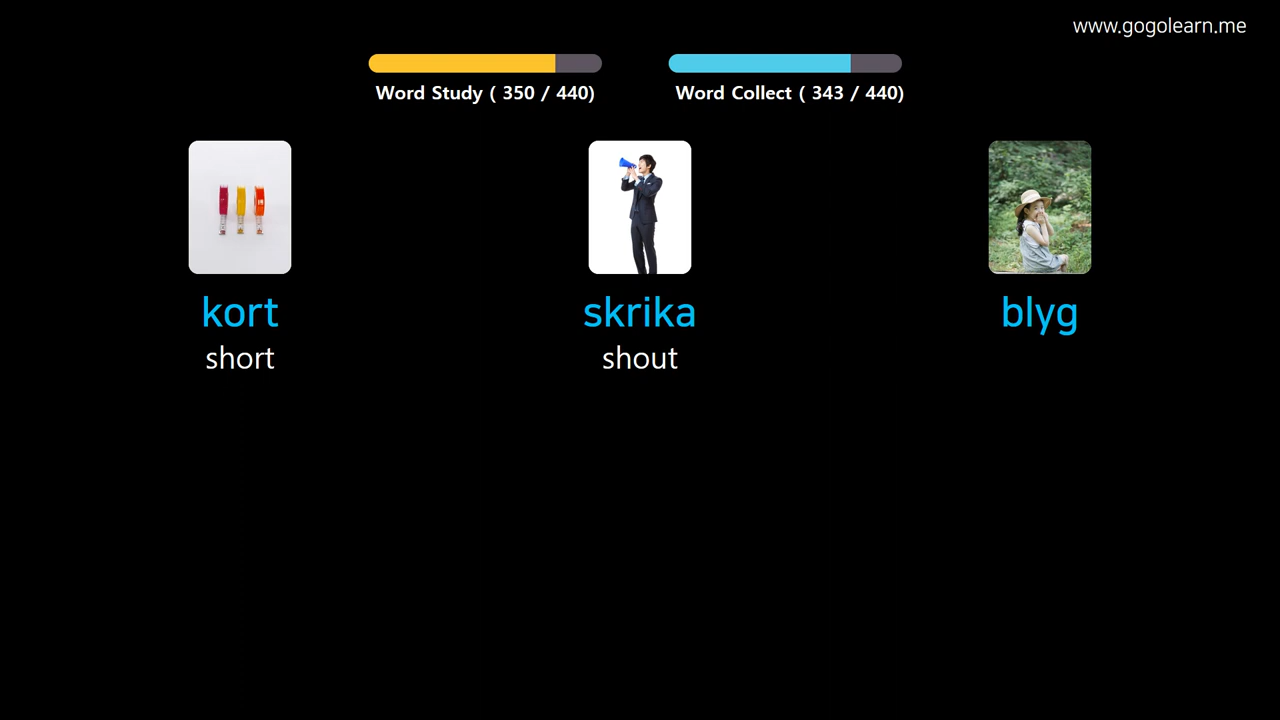 www.gogolearn.me
Word Study ( 350 / 440)
Word Collect ( 343 / 440)
kort
skrika
blyg
short
shout